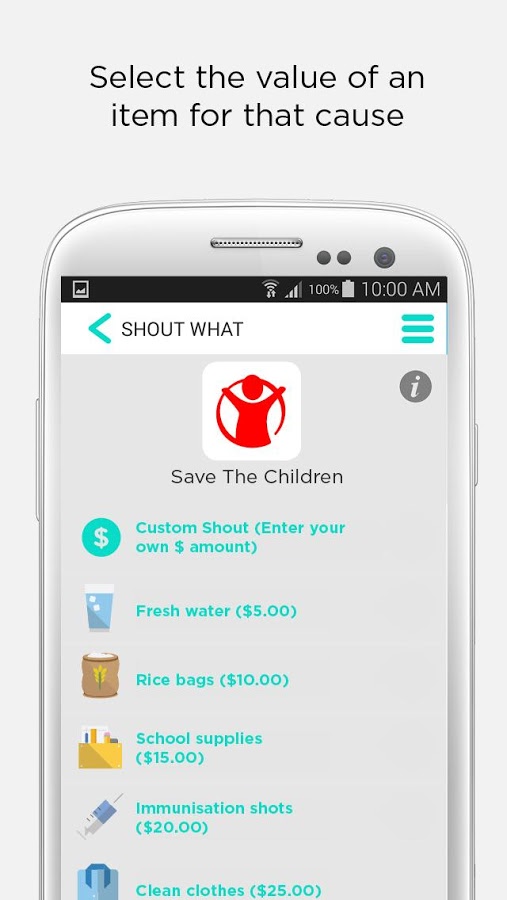 Select the value of an
item for that cause
100% 10:00 AM
SHOUT WHAT
i
Save The Children
$
Custom Shout (Enter your
own $ amount)
Fresh water ($5.00)
Rice bags ($10.00)
School supplies
($15.00)
Immunisation shots
($20.00)
Clean clothes ($25.00)